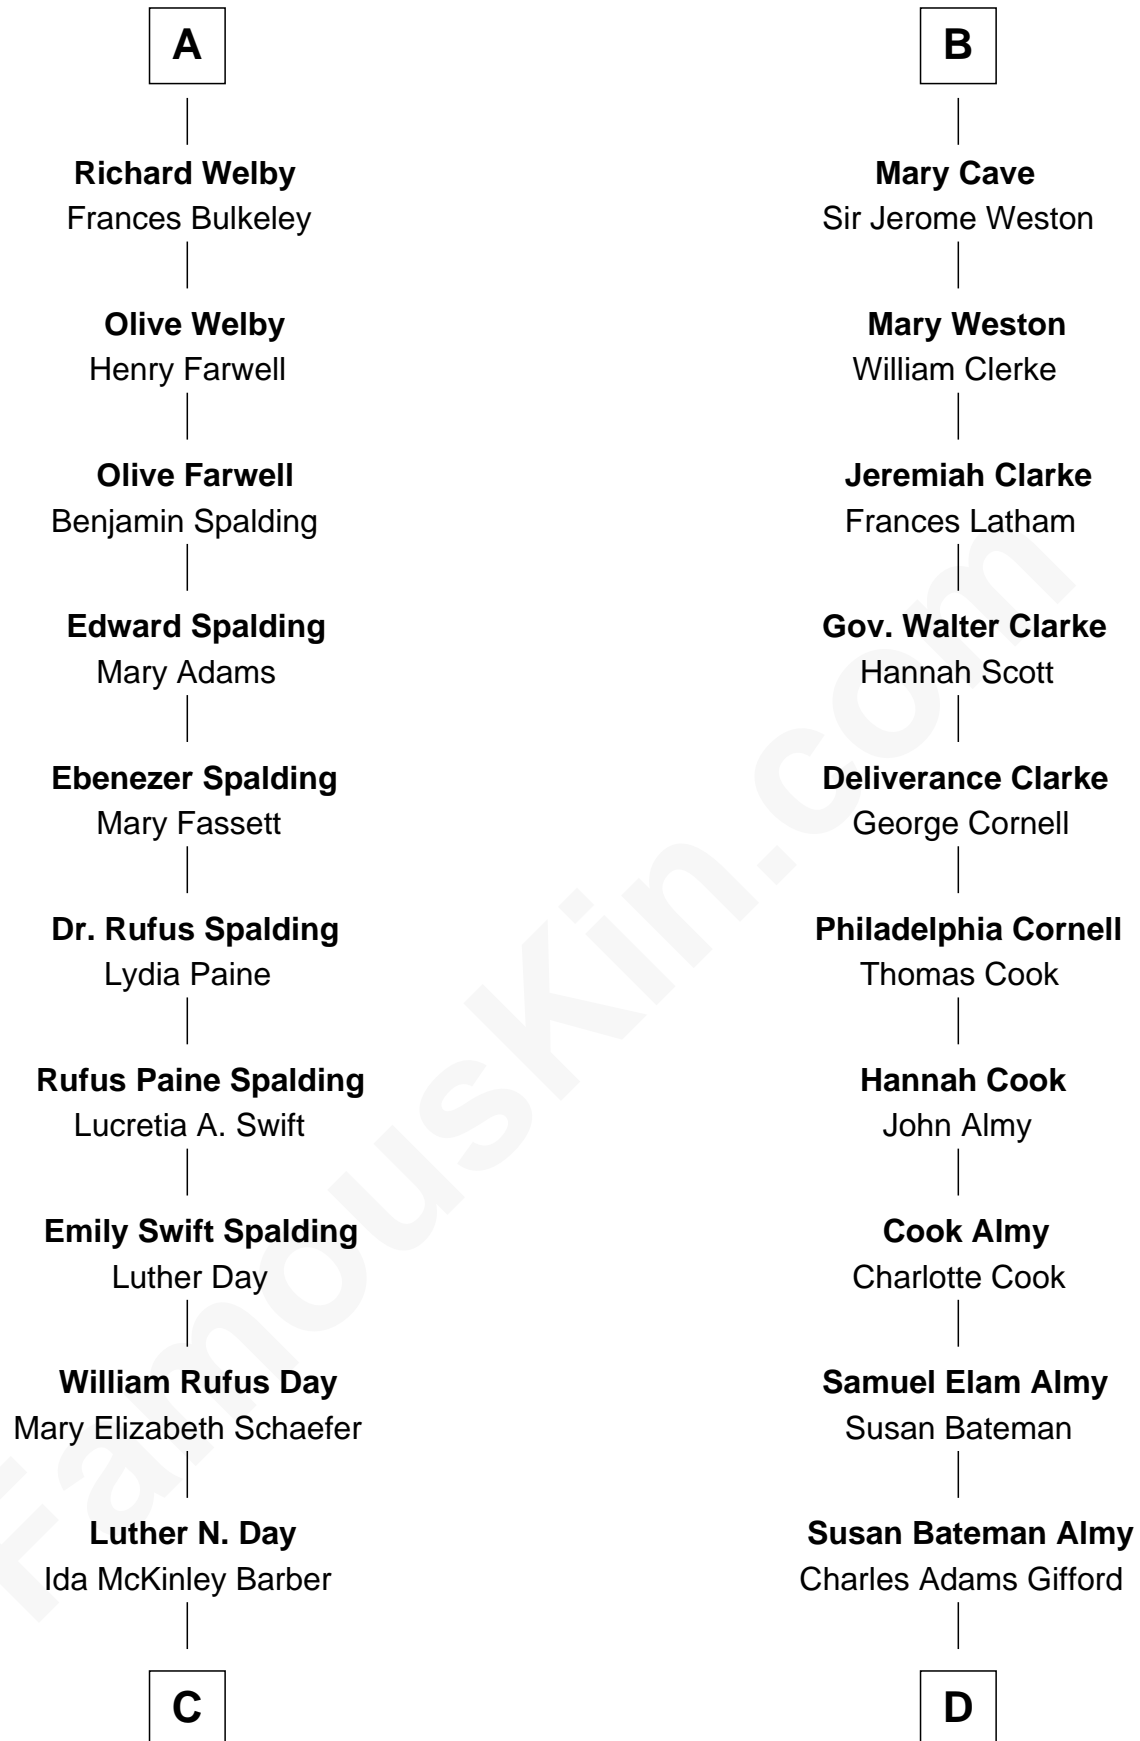 A
Richard Welby
Frances Bulkeley
Olive Welby
Henry Farwell
Olive Farwell
Benjamin Spalding
Edward Spalding
Mary Adams
Ebenezer Spalding
Mary Fassett
Dr. Rufus Spalding
Lydia Paine
Rufus Paine Spalding
Lucretia A. Swift
Emily Swift Spalding
Luther Day
William Rufus Day
Mary Elizabeth Schaefer
Luther N. Day
Ida McKinley Barber
C
B
Mary Cave
Sir Jerome Weston
Mary Weston
William Clerke
Jeremiah Clarke
Frances Latham
Gov. Walter Clarke
Hannah Scott
Deliverance Clarke
George Cornell
Philadelphia Cornell
Thomas Cook
Hannah Cook
John Almy
Cook Almy
Charlotte Cook
Samuel Elam Almy
Susan Bateman
Susan Bateman Almy
Charles Adams Gifford
D
FamousKin.com